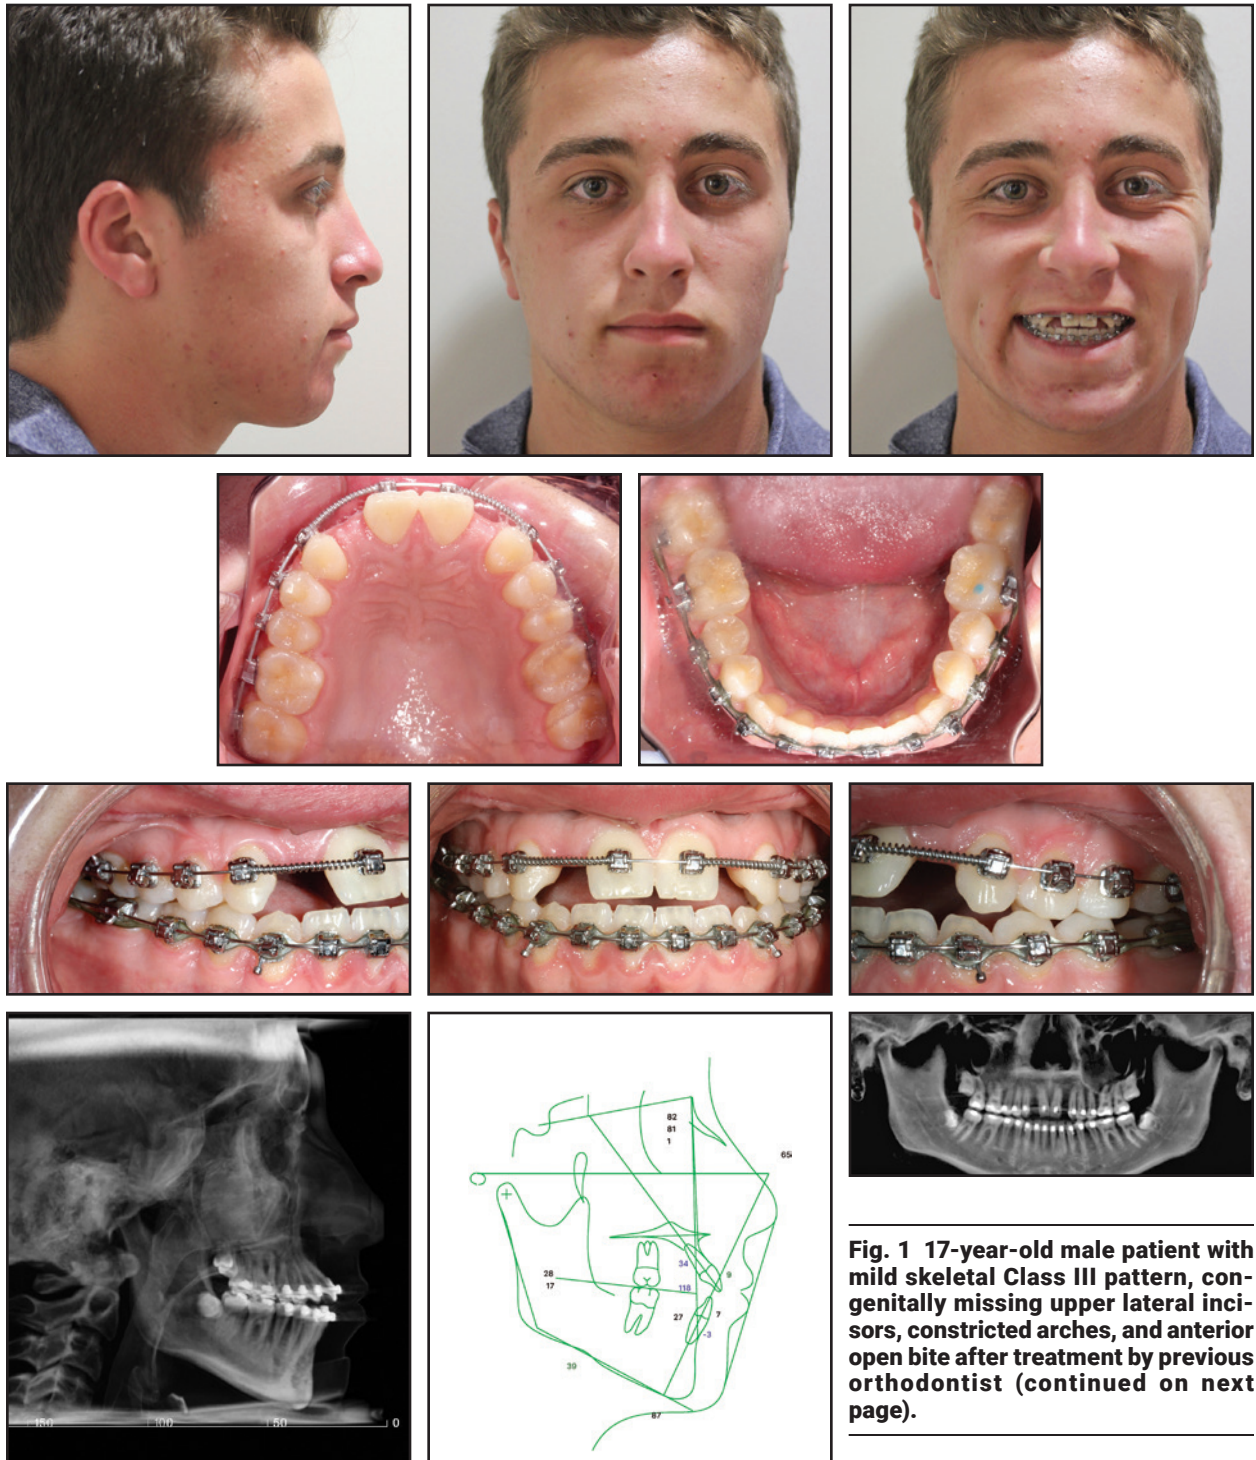 150
100
50
0
82
81
1
65
34
9
28
17
118
27
7
-3
39
87
Fig. 1 17-year-old male patient with
mild skeletal Class III pattern, con-
genitally missing upper lateral inci-
sors, constricted arches, and anterior
open bite after treatment by previous
orthodontist (continued on next
page).